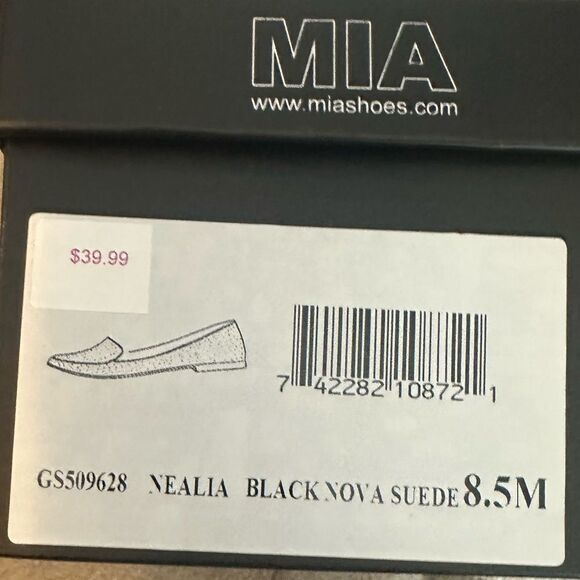 MIA
www.miashoes.com
$39.99
7 42282 10872 1
GS509628 NEALIA BLACK NOVA SUEDE 8.5M